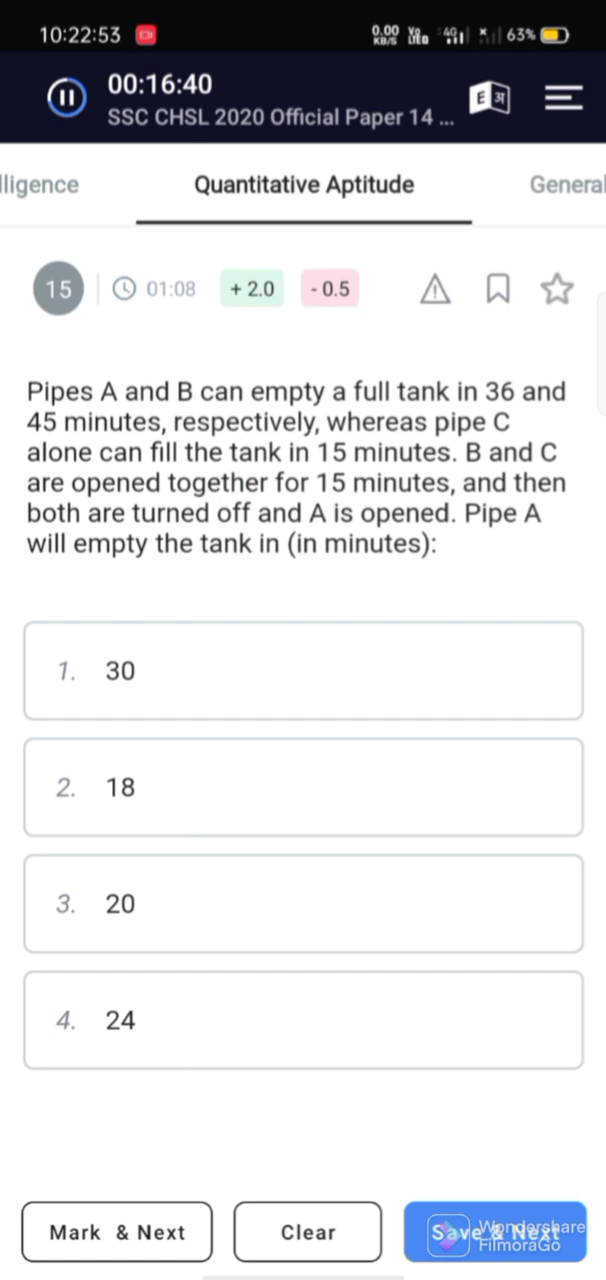 10:22:53 0.00 KB/S 4G 63%
00:16:40
SSC CHSL 2020 Official Paper 14 ...
E अ
lligence Quantitative Aptitude General
15 01:08 + 2.0 - 0.5
Pipes A and B can empty a full tank in 36 and
45 minutes, respectively, whereas pipe C
alone can fill the tank in 15 minutes. B and C
are opened together for 15 minutes, and then
both are turned off and A is opened. Pipe A
will empty the tank in (in minutes):
1. 30
2. 18
3. 20
4. 24
Mark & Next Clear Save & Next
Wondershare
FilmoraGo